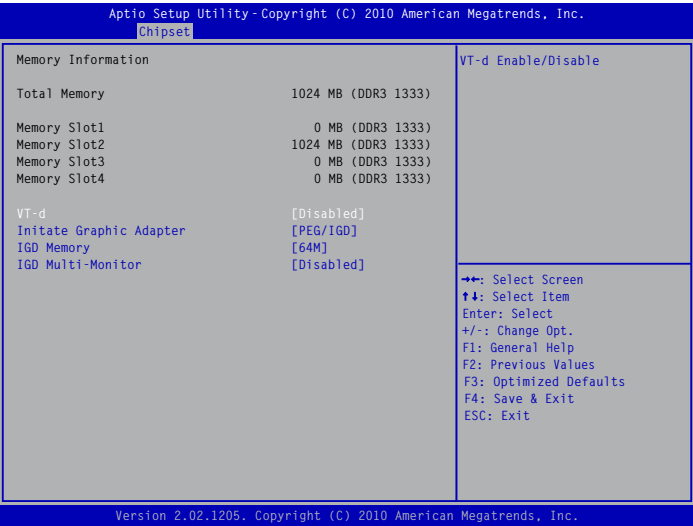 Aptio Setup Utility - Copyright (C) 2010 American Megatrends, Inc.
Chipset
Memory Information
Total Memory 1024 MB (DDR3 1333)
Memory Slot1 0 MB (DDR3 1333)
Memory Slot2 1024 MB (DDR3 1333)
Memory Slot3 0 MB (DDR3 1333)
Memory Slot4 0 MB (DDR3 1333)
VT-d [Disabled]
Initate Graphic Adapter [PEG/IGD]
IGD Memory [64M]
IGD Multi-Monitor [Disabled]
VT-d Enable/Disable
→←: Select Screen
↑↓: Select Item
Enter: Select
+/-: Change Opt.
F1: General Help
F2: Previous Values
F3: Optimized Defaults
F4: Save & Exit
ESC: Exit
Version 2.02.1205. Copyright (C) 2010 American Megatrends, Inc.